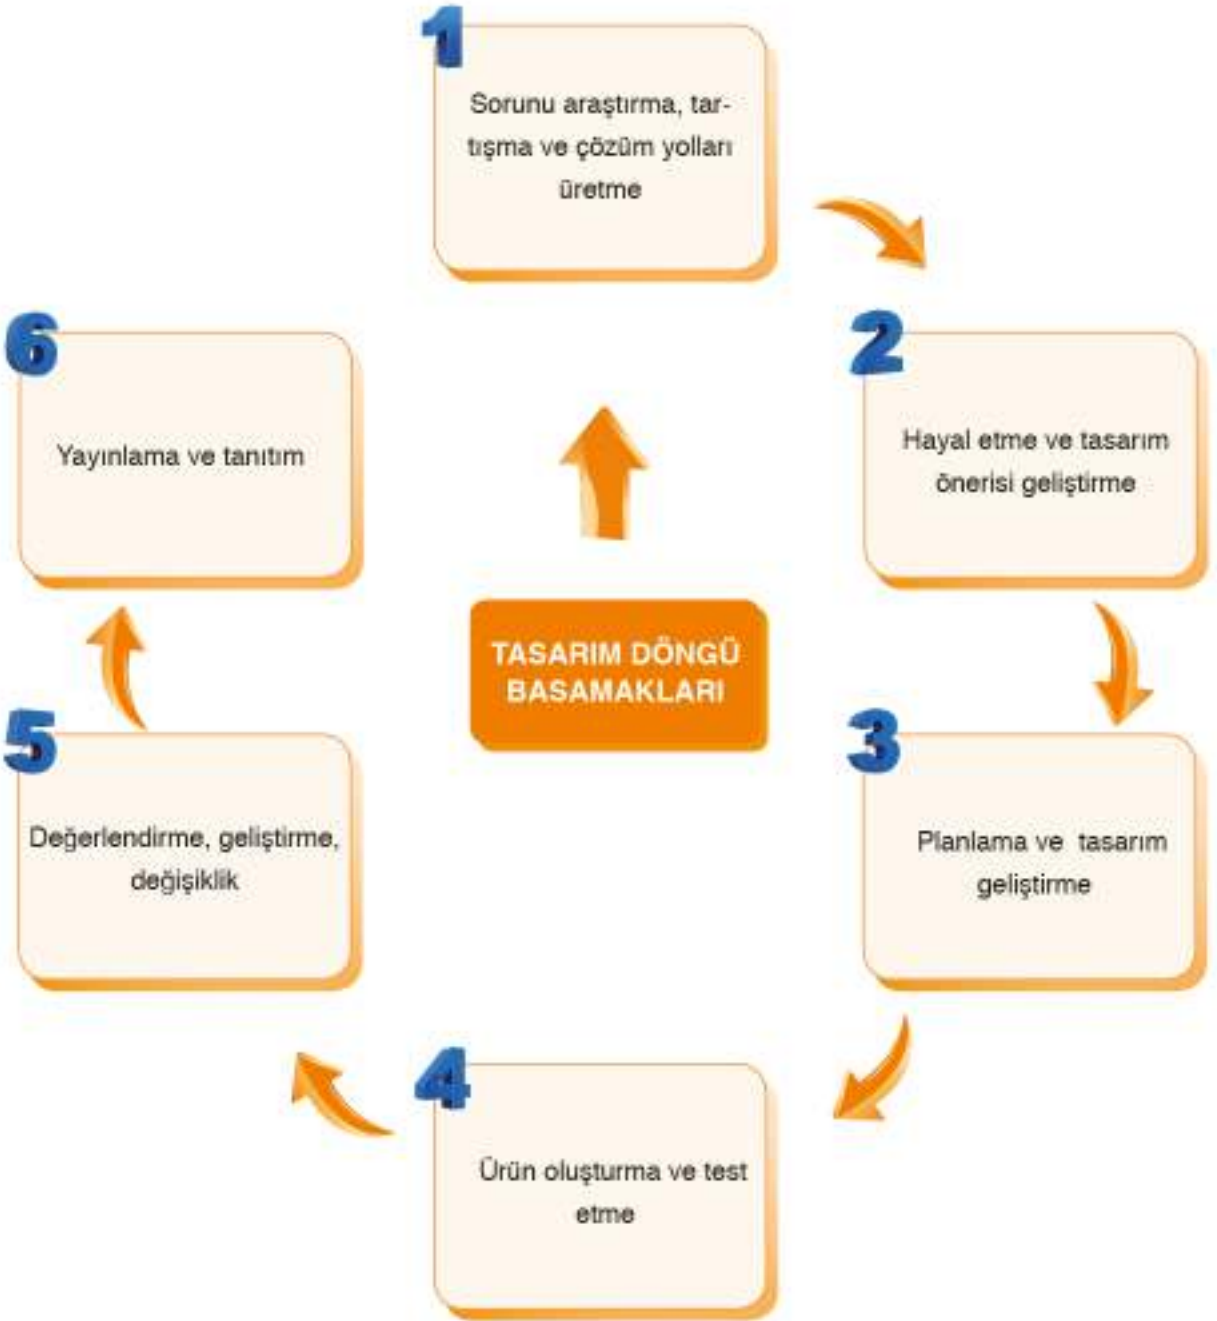 1
Sorunu araştırma, tar-
tışma ve çözüm yolları
üretme
2
Hayal etme ve tasarım
önerisi geliştirme
3
Planlama ve tasarım
geliştirme
4
Ürün oluşturma ve test
etme
5
Değerlendirme, geliştirme,
değişiklik
6
Yayınlama ve tanıtım
TASARIM DÖNGÜ
BASAMAKLARI